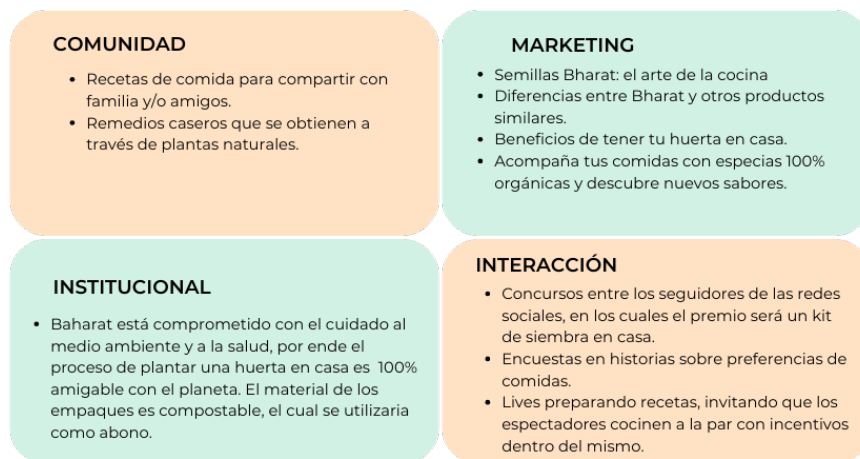 COMUNIDAD
• Recetas de comida para compartir con
familia y/o amigos.
• Remedios caseros que se obtienen a
través de plantas naturales.
MARKETING
• Semillas Bharat: el arte de la cocina
• Diferencias entre Bharat y otros productos
similares.
• Beneficios de tener tu huerta en casa.
• Acompaña tus comidas con especias 100%
orgánicas y descubre nuevos sabores.
INSTITUCIONAL
• Baharat está comprometido con el cuidado al
medio ambiente y a la salud, por ende el
proceso de plantar una huerta en casa es 100%
amigable con el planeta. El material de los
empaques es compostable, el cual se utilizaria
como abono.
INTERACCIÓN
• Concursos entre los seguidores de las redes
sociales, en los cuales el premio será un kit
de siembra en casa.
• Encuestas en historias sobre preferencias de
comidas.
• Lives preparando recetas, invitando que los
espectadores cocinen a la par con incentivos
dentro del mismo.